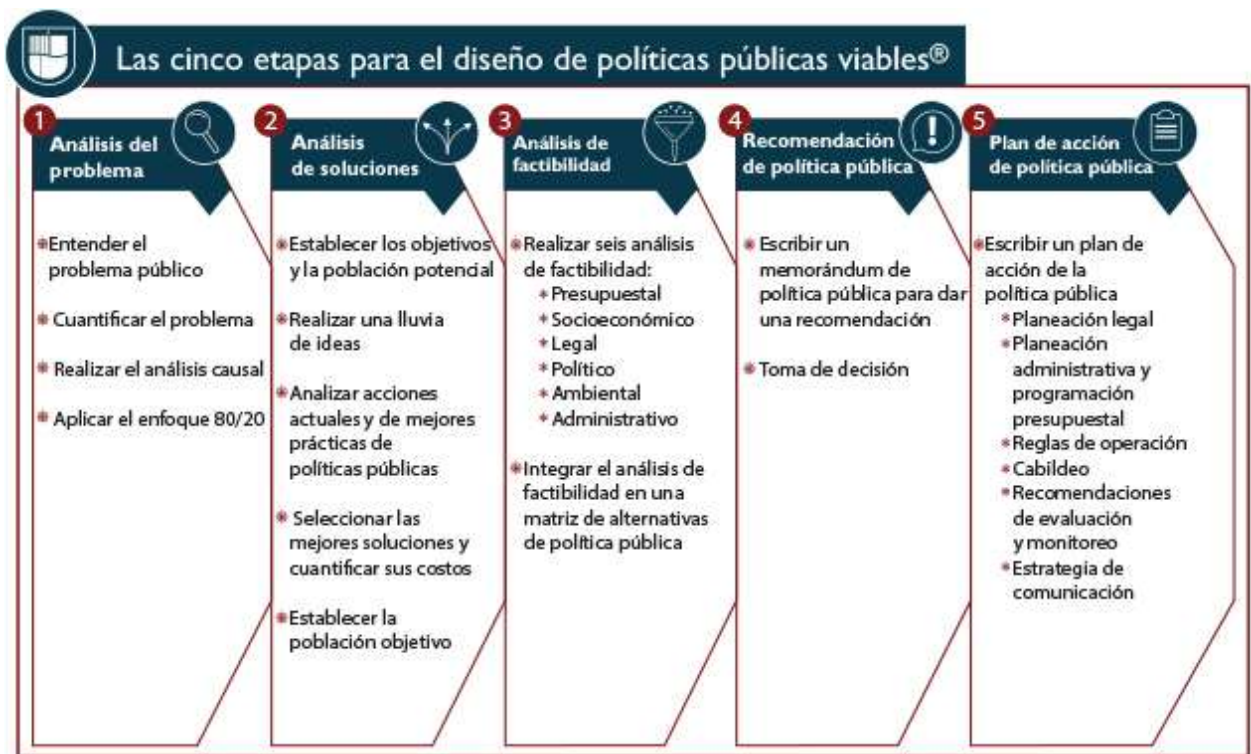 Las cinco etapas para el diseño de políticas públicas viables®
1
Análisis del
problema
Entender el
problema público
Cuantificar el problema
Realizar el análisis causal
Aplicar el enfoque 80/20
2
Análisis
de soluciones
Establecer los objetivos
y la población potencial
Realizar una lluvia
de ideas
Analizar acciones
actuales y de mejores
prácticas de
políticas públicas
Seleccionar las
mejores soluciones y
cuantificar sus costos
Establecer la
población objetivo
3
Análisis de
factibilidad
Realizar seis análisis
de factibilidad:
Presupuestal
Socioeconómico
Legal
Político
Ambiental
Administrativo
Integrar el análisis de
factibilidad en una
matriz de alternativas
de política pública
4
Recomendación
de política pública
Escribir un
memorándum de
política pública para dar
una recomendación
Toma de decisión
5
Plan de acción
de política pública
Escribir un plan de
acción de la
política pública
Planeación legal
Planeación
administrativa y
programación
presupuestal
Reglas de operación
Cabildeo
Recomendaciones
de evaluación
y monitoreo
Estrategia de
comunicación